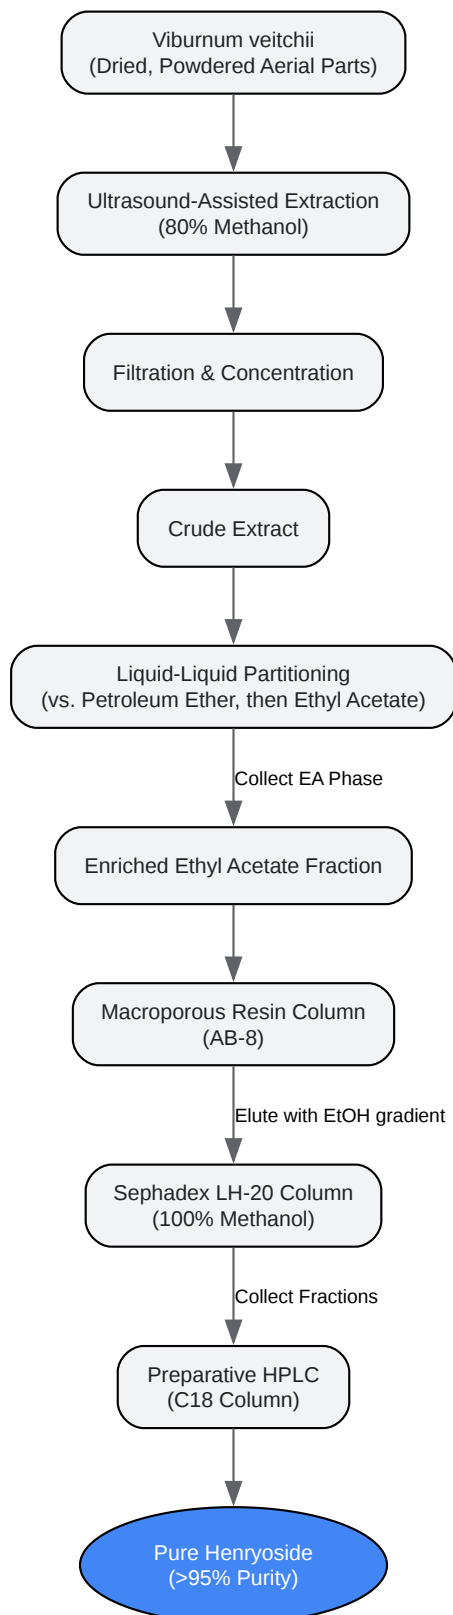 Viburnum veitchii
(Dried, Powdered Aerial Parts)
Ultrasound-Assisted Extraction
(80% Methanol)
Filtration & Concentration
Crude Extract
Liquid-Liquid Partitioning
(vs. Petroleum Ether, then Ethyl Acetate)
Collect EA Phase
Enriched Ethyl Acetate Fraction
Macroporous Resin Column
(AB-8)
Elute with EtOH gradient
Sephadex LH-20 Column
(100% Methanol)
Collect Fractions
Preparative HPLC
(C18 Column)
Pure Henryoside
(>95% Purity)